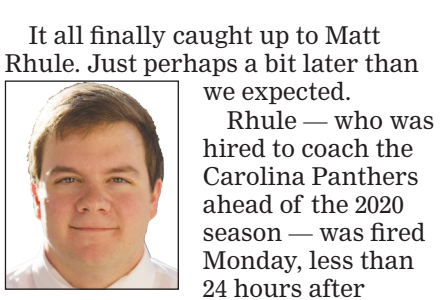 It all finally caught up to Matt
Rhule. Just perhaps a bit later than
we expected.
Rhule — who was
hired to coach the
Carolina Panthers
ahead of the 2020
season — was fired
Monday, less than
24 hours after